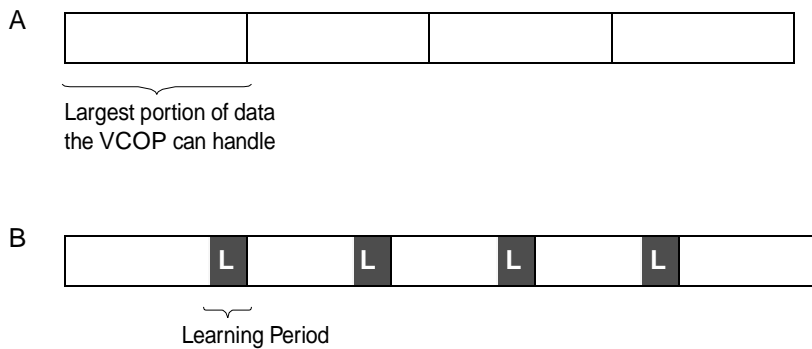 A
Largest portion of data
the VCOP can handle
B
L L L L
Learning Period